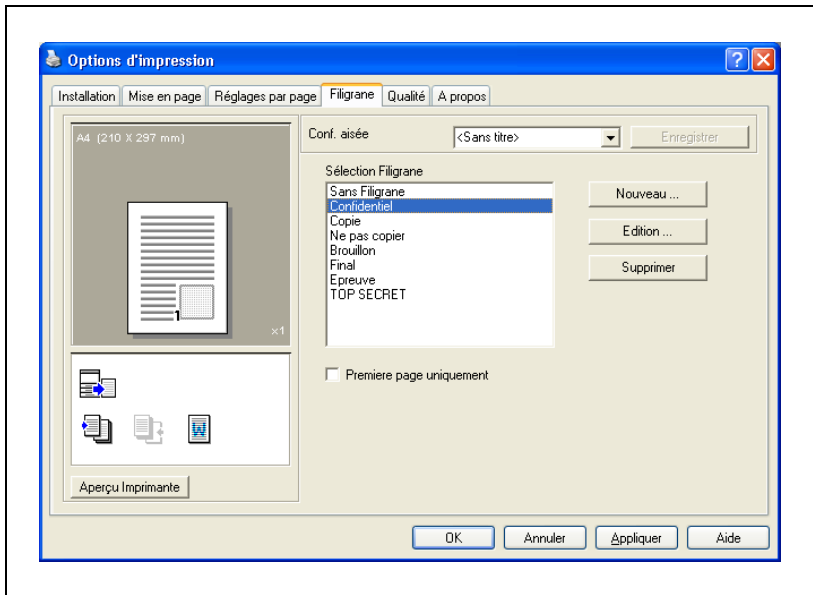 Options d'impression
Installation Mise en page Réglages par page Filigrane Qualité A propos
A4 (210 X 297 mm)
1
x1
Aperçu Imprimante
Conf. aisée <Sans titre> Enregistrer
Sélection Filigrane
Sans Filigrane
Confidentiel
Copie
Ne pas copier
Brouillon
Final
Epreuve
TOP SECRET
Nouveau ...
Edition ...
Supprimer
Premiere page uniquement
OK Annuler Appliquer Aide